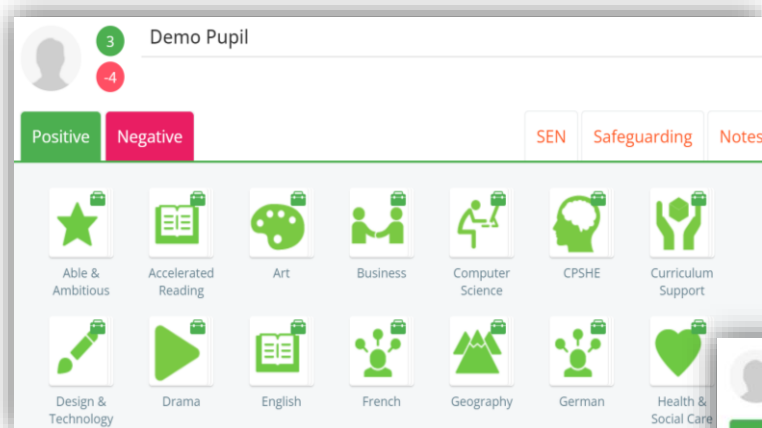 3
Demo Pupil
-4
Positive
Negative
SEN
Safeguarding
Notes
Able &
Ambitious
Accelerated
Reading
Art
Business
Computer
Science
CPSHE
Curriculum
Support
Design &
Technology
Drama
English
French
Geography
German
Health &
Social Care